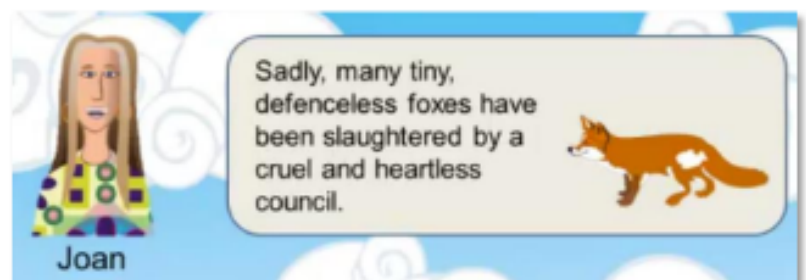 Sadly, many tiny,
defenceless foxes have
been slaughtered by a
cruel and heartless
council.
Joan